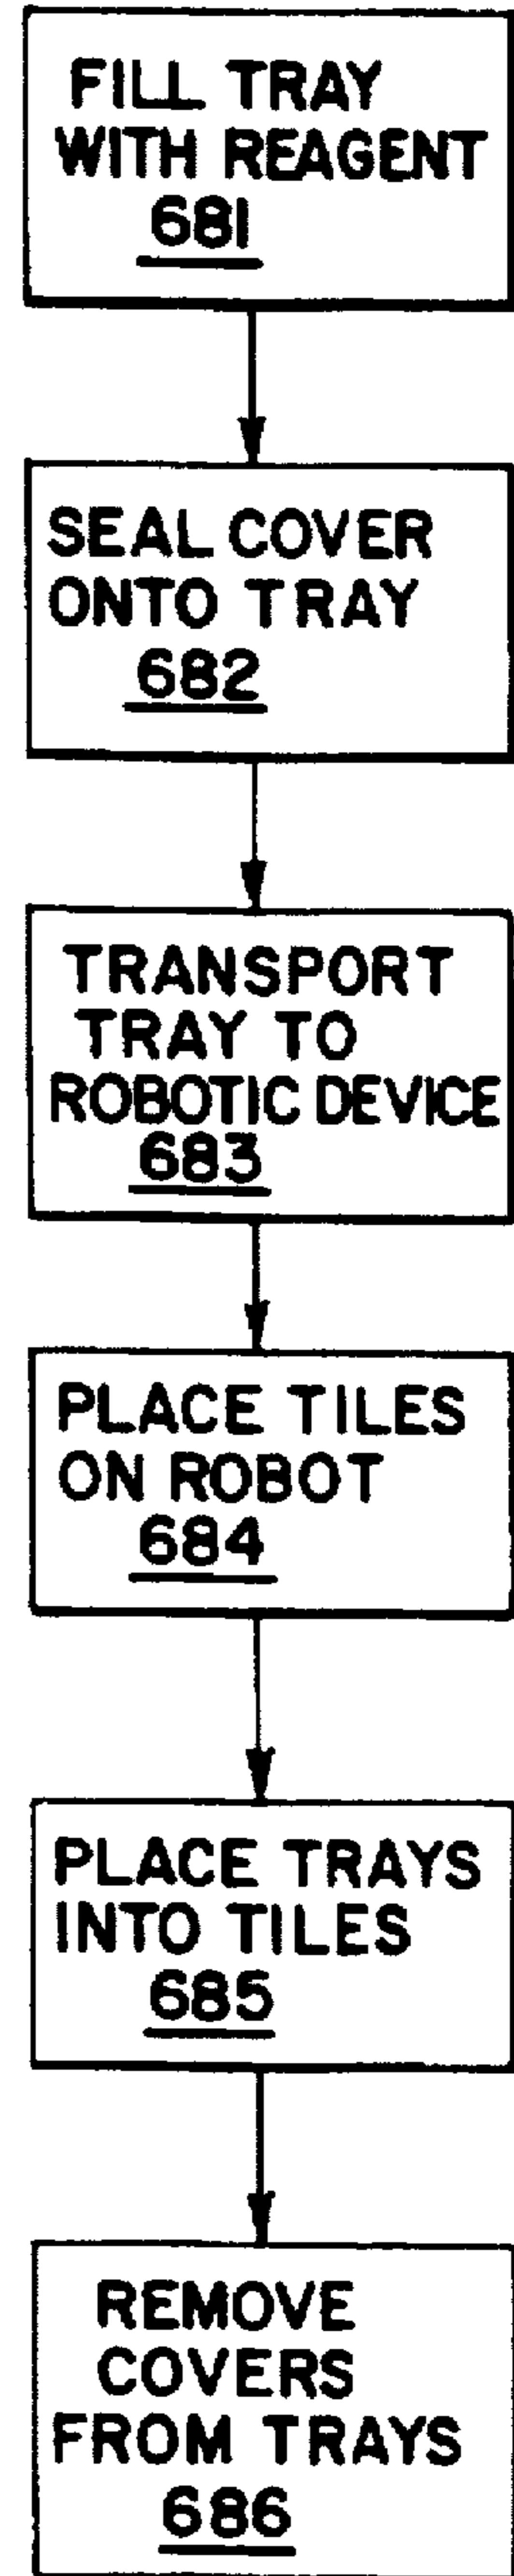 FILL TRAY
WITH REAGENT
681
SEAL COVER
ONTO TRAY
682
TRANSPORT
TRAY TO
ROBOTIC DEVICE
683
PLACE TILES
ON ROBOT
684
PLACE TRAYS
INTO TILES
685
REMOVE
COVERS
FROM TRAYS
686